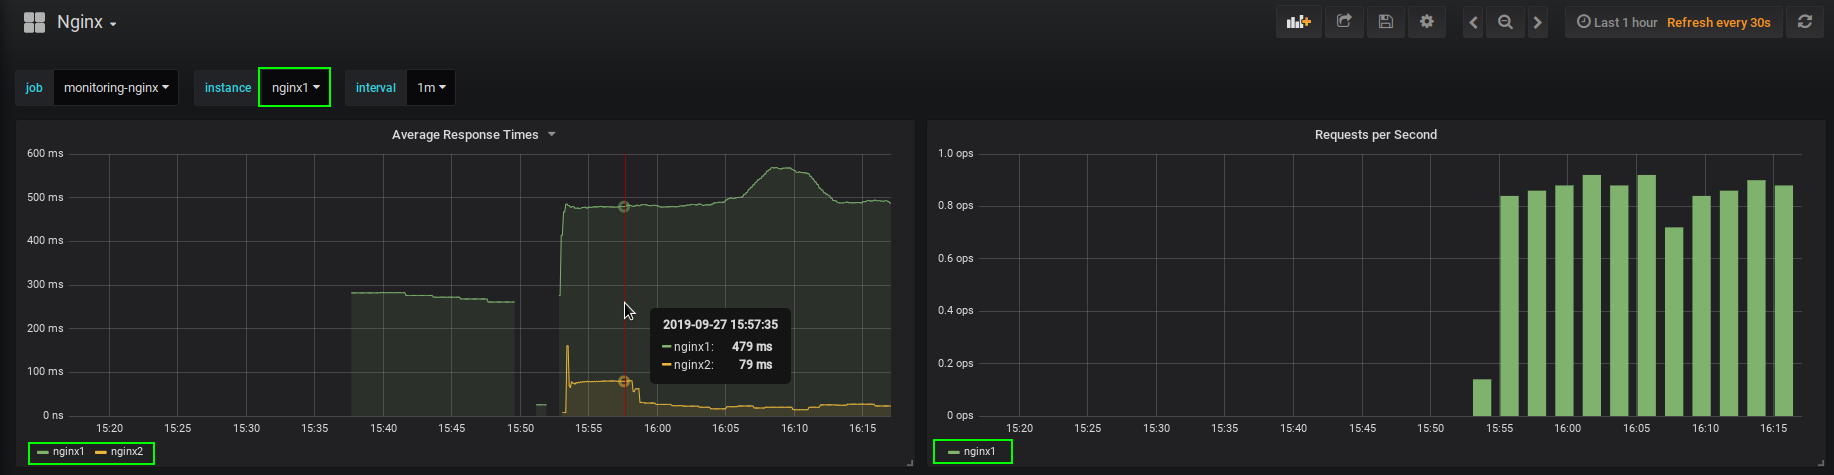 Nginx
Last 1 hour Refresh every 30s
job monitoring-nginx instance nginx1 interval 1m
Average Response Times
600 ms
500 ms
400 ms
300 ms
200 ms
100 ms
0 ns
15:20 15:25 15:30 15:35 15:40 15:45 15:50 15:55 16:00 16:05 16:10 16:15
2019-09-27 15:57:35
nginx1: 479 ms
nginx2: 79 ms
nginx1 nginx2
Requests per Second
1.0 ops
0.8 ops
0.6 ops
0.4 ops
0.2 ops
0 ops
15:20 15:25 15:30 15:35 15:40 15:45 15:50 15:55 16:00 16:05 16:10 16:15
nginx1